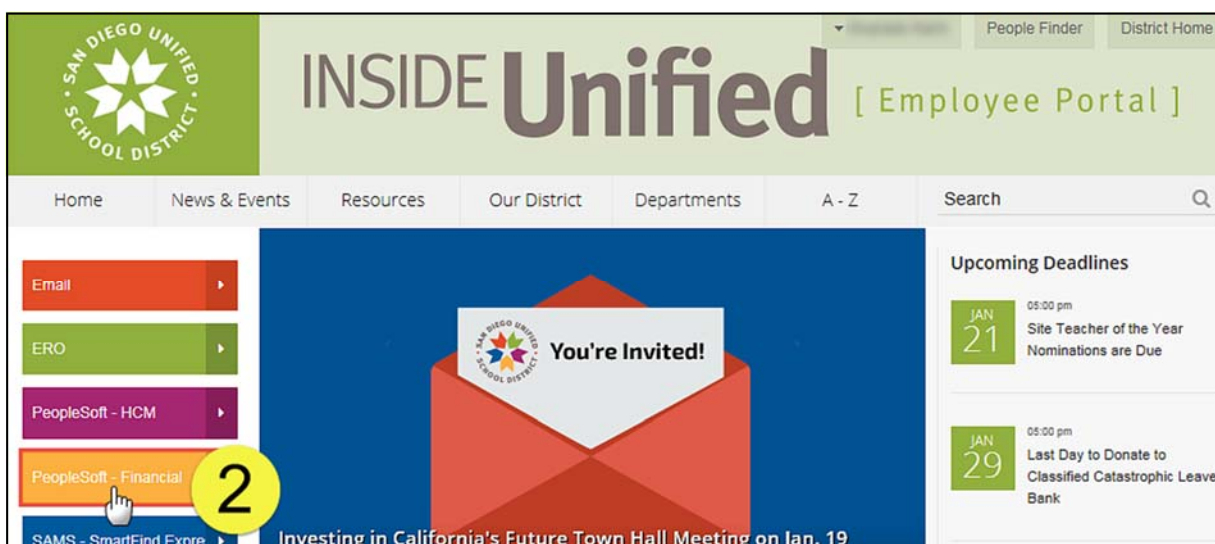 SAN DIEGO UNIFIED
SCHOOL DISTRICT
INSIDE Unified [ Employee Portal ]
People Finder
District Home
Home
News & Events
Resources
Our District
Departments
A - Z
Search
Email
ERO
PeopleSoft - HCM
PeopleSoft - Financial
2
SAMS - SmartFind Expre
SAN DIEGO UNIFIED
SCHOOL DISTRICT
You're Invited!
Investing in California's Future Town Hall Meeting on Jan. 19
Upcoming Deadlines
JAN
21
05:00 pm
Site Teacher of the Year
Nominations are Due
JAN
29
05:00 pm
Last Day to Donate to
Classified Catastrophic Leave
Bank